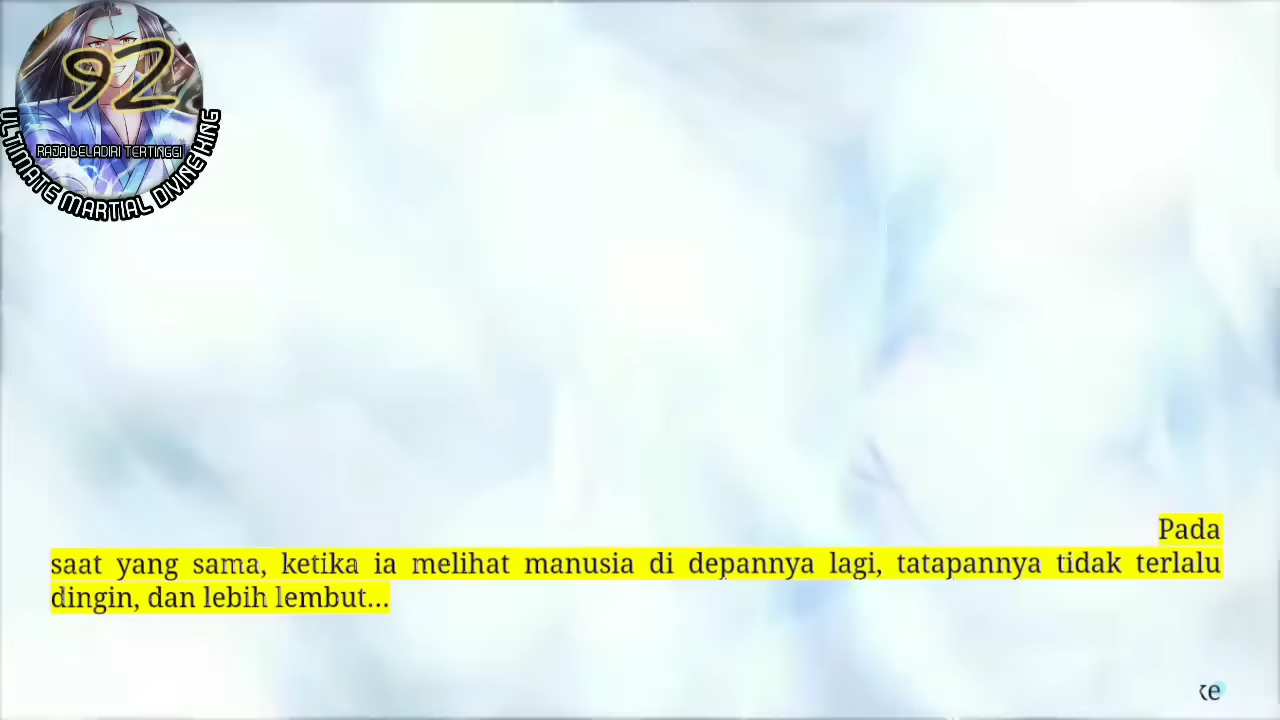 92
RAJA BELADIRI TERTINGGI
ULTIMATE MARTIAL DIVINE KING
Pada
saat yang sama, ketika ia melihat manusia di depannya lagi, tatapannya tidak terlalu
dingin, dan lebih lembut...